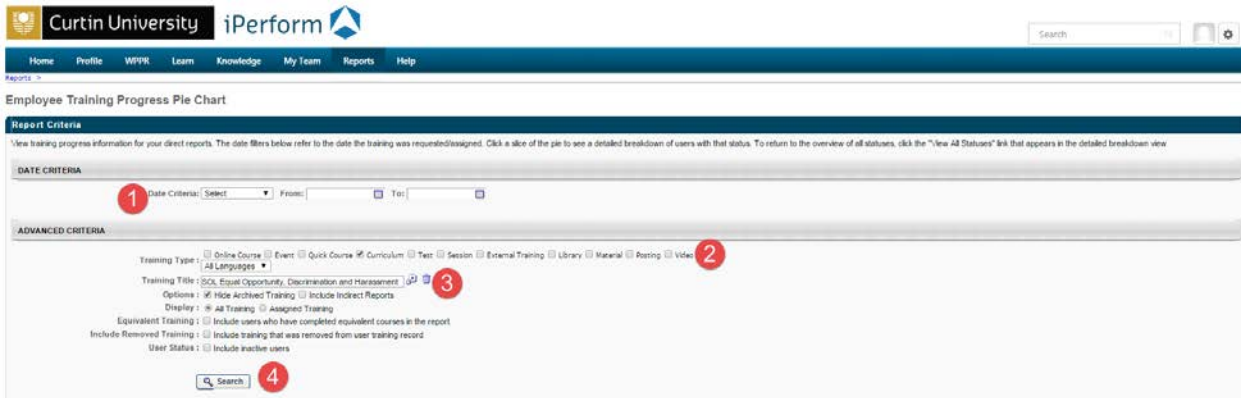 Curtin University iPerform
Search
Home Profile WPPR Learn Knowledge My Team Reports Help
Reports >
Employee Training Progress Pie Chart
Report Criteria
View training progress information for your direct reports. The date filters below refer to the date the training was requested/assigned. Click a slice of the pie to see a detailed breakdown of users with that status. To return to the overview of all statuses, click the "View All Statuses" link that appears in the detailed breakdown view
DATE CRITERIA
1 Date Criteria: Select From: To:
ADVANCED CRITERIA
Training Type : Online Course Event Quick Course Curriculum Test Session External Training Library Material Posting Video 2
All Languages
Training Title : SOL Equal Opportunity, Discrimination and Harassment 3
Options : Hide Archived Training Include Indirect Reports
Display : All Training Assigned Training
Equivalent Training : Include users who have completed equivalent courses in the report
Include Removed Training : Include training that was removed from user training record
User Status : Include inactive users
Search 4